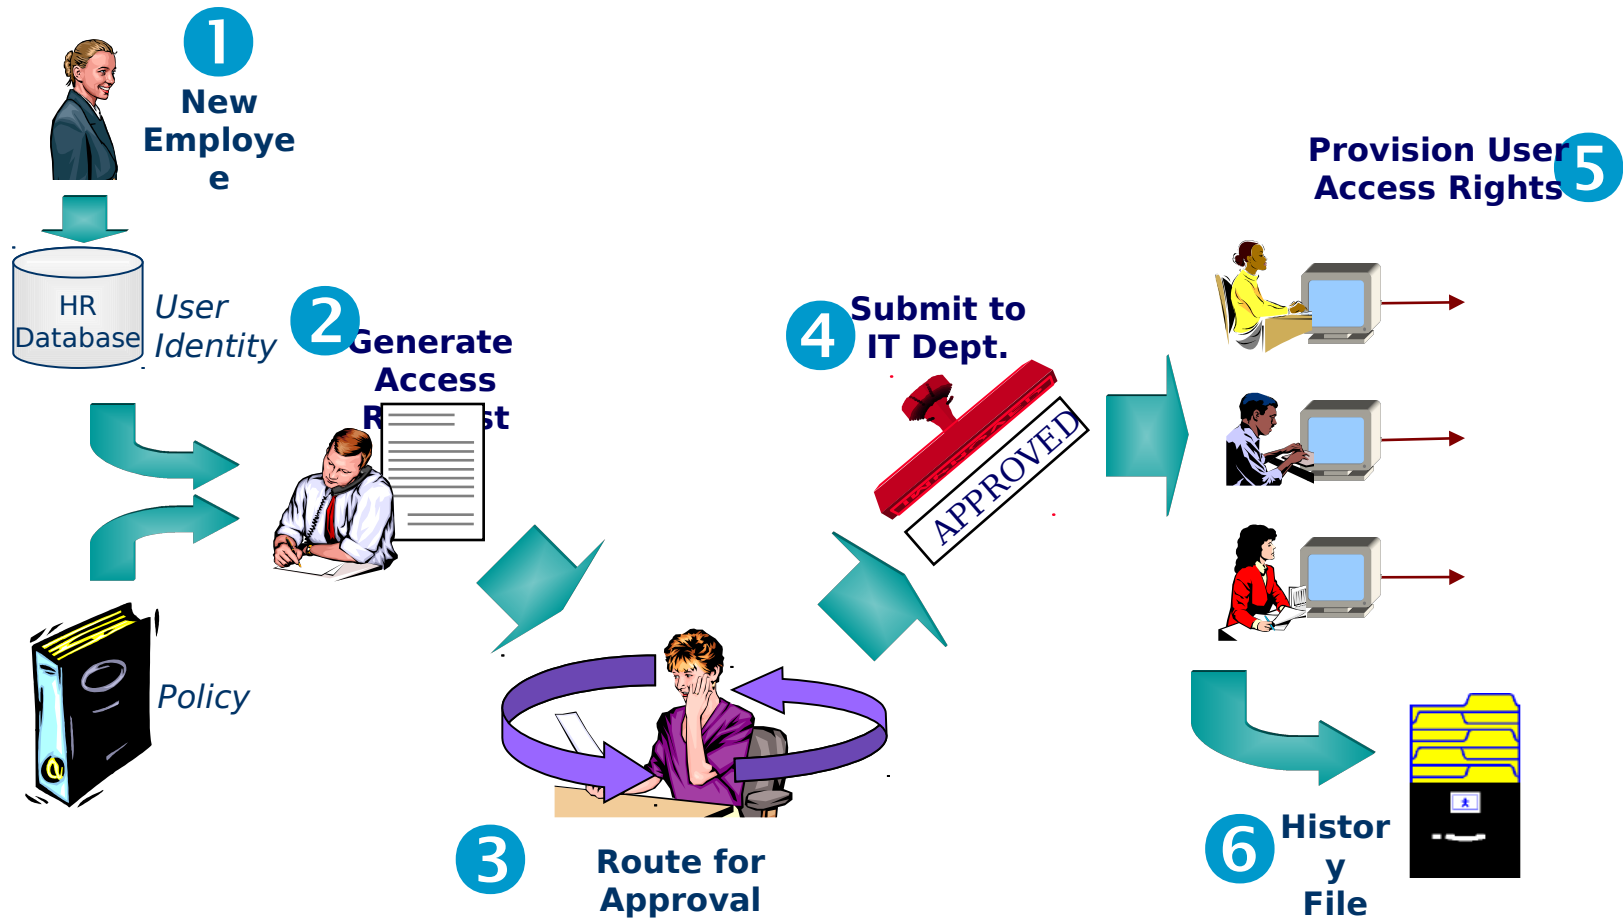 1
New
Employe
e
HR
Database
User
Identity
2
Generate
Access
Policy
3
Route for
Approval
4
Submit to
IT Dept.
APPROVED
Provision User
Access Rights
5
6
Histor
y
File